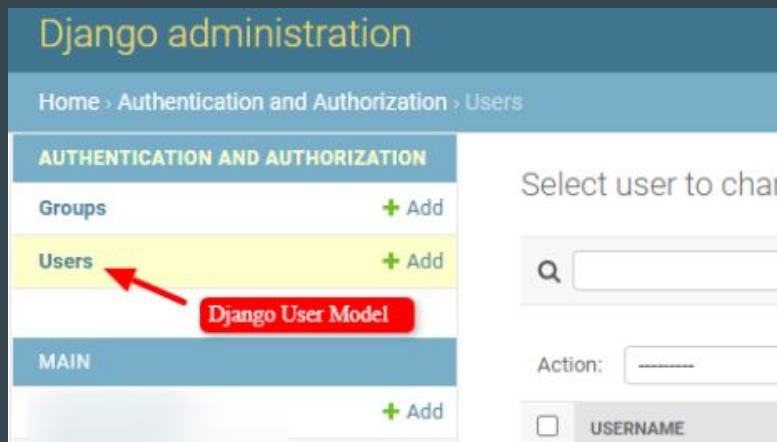 Django administration
Home › Authentication and Authorization › Users
AUTHENTICATION AND AUTHORIZATION
Groups + Add
Users + Add
Django User Model
MAIN
+ Add
Select user to chan
Action: ---------
USERNAME